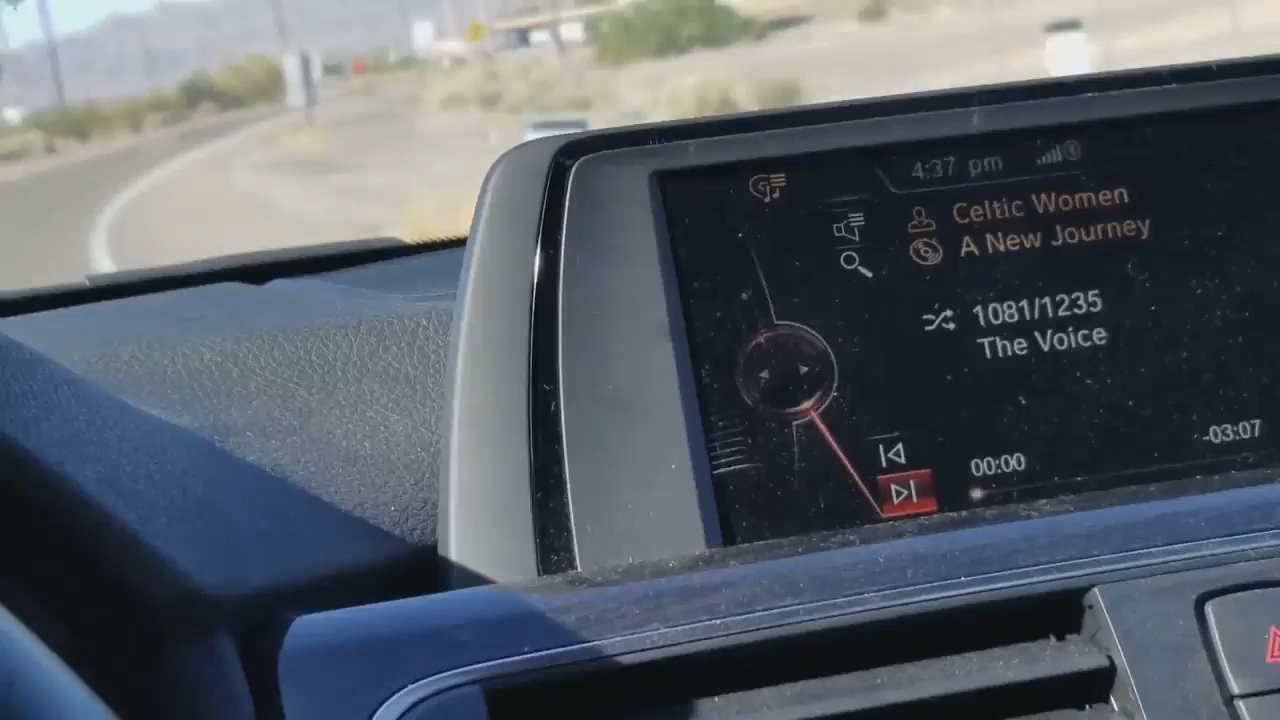 4:37 pm
Celtic Women
A New Journey
1081/1235
The Voice
00:00
-03:07